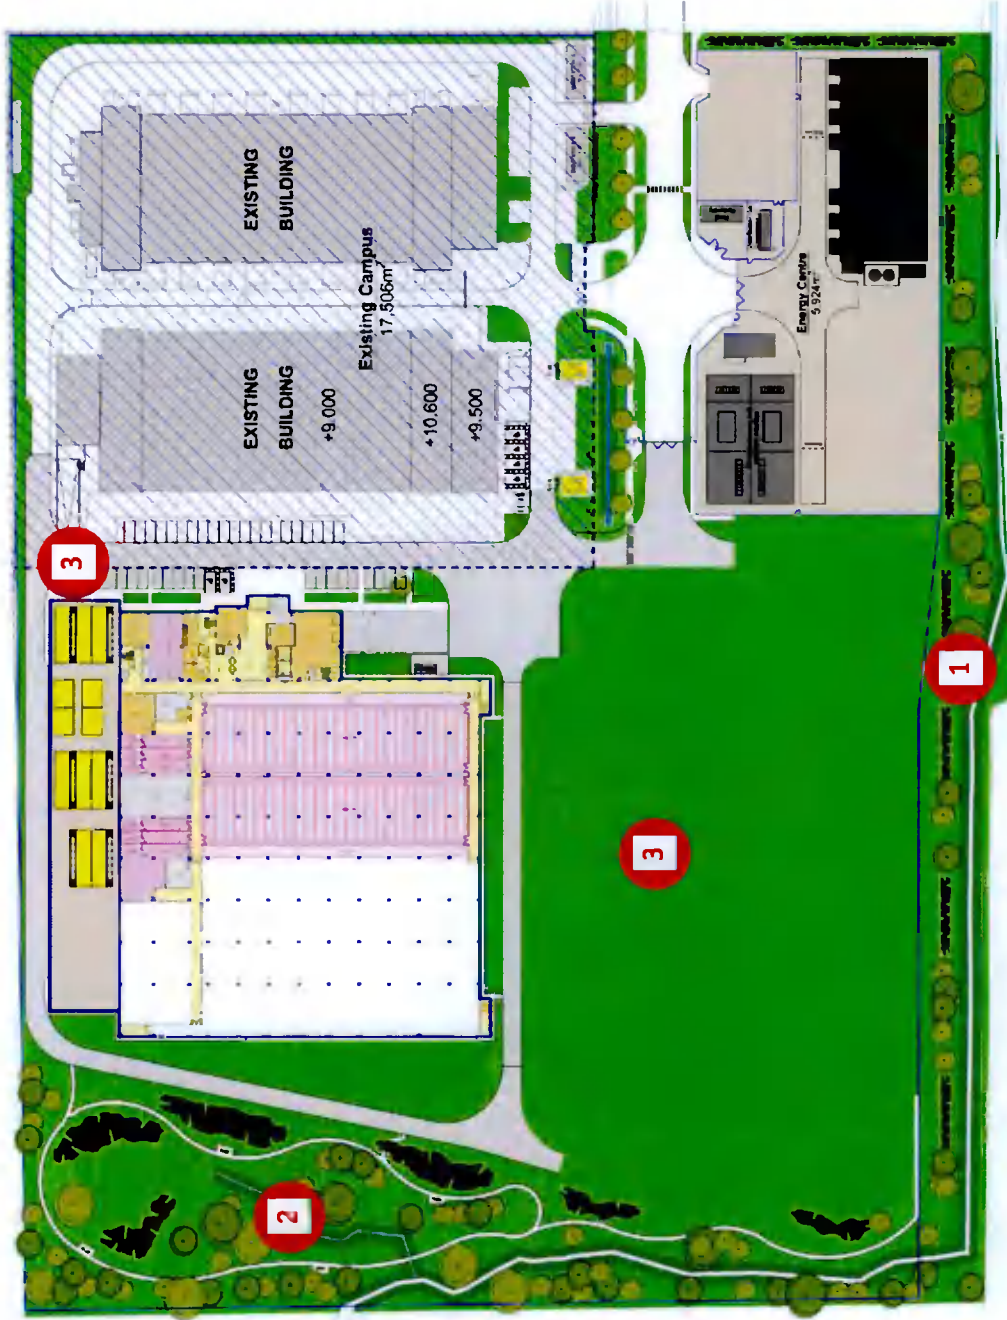 EXISTING
BUILDING
Existing Campus
17,506m²
EXISTING
BUILDING
+9.000
+10.600
+9.500
Energy Centre
5,924m²
3
1
3
2